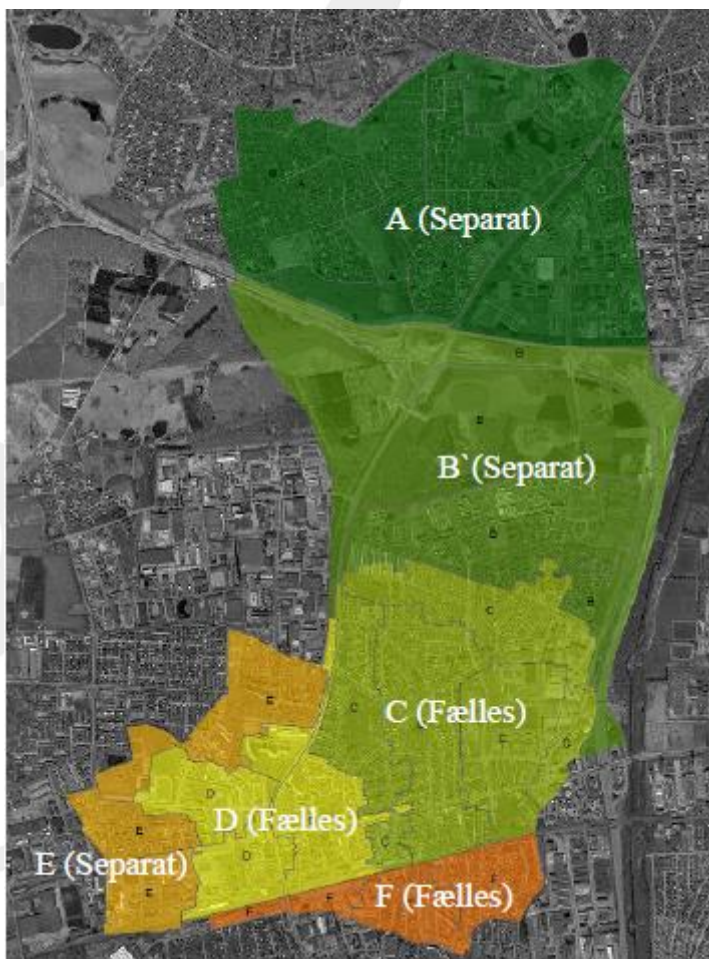 A (Separat)
B`(Separat)
C (Fælles)
D (Fælles)
E (Separat)
F (Fælles)